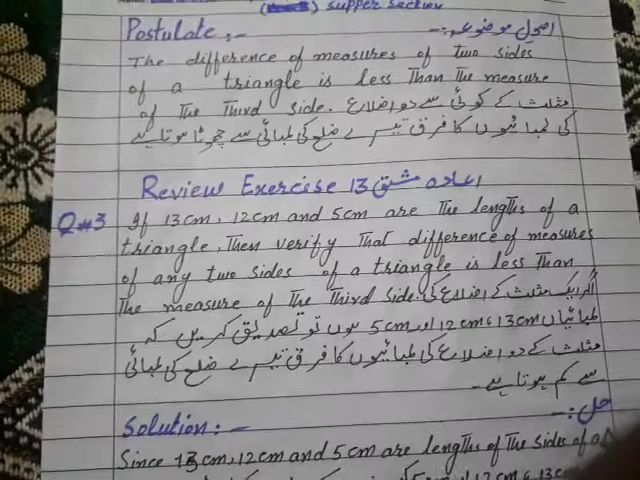 supper section
Postulate:- اصول موضوعہ:-
The difference of measures of two sides
of a triangle is less Than The measure
of The Third side. مثلث کے کوئی سے دو اضلاع
کی لمبائیوں کا فرق تیسرے ضلع کی لمبائی سے چھوٹا ہوتا ہے
Review Exercise 13 اعادہ مشق
Q#3 If 13cm, 12cm and 5cm are The lengths of a
triangle, Then verify That difference of measures
of any two sides of a triangle is less Than
The measure of The Third side. اگر ایک مثلث کے اضلاع کی
لمبائیاں 13cm، 12cm اور 5cm ہوں تو تصدیق کریں کہ
مثلث کے دو اضلاع کی لمبائیوں کا فرق تیسرے ضلع کی لمبائی
سے کم ہوتا ہے۔
Solution:- حل:-
Since 13cm, 12cm and 5cm are lengths of The sides of a